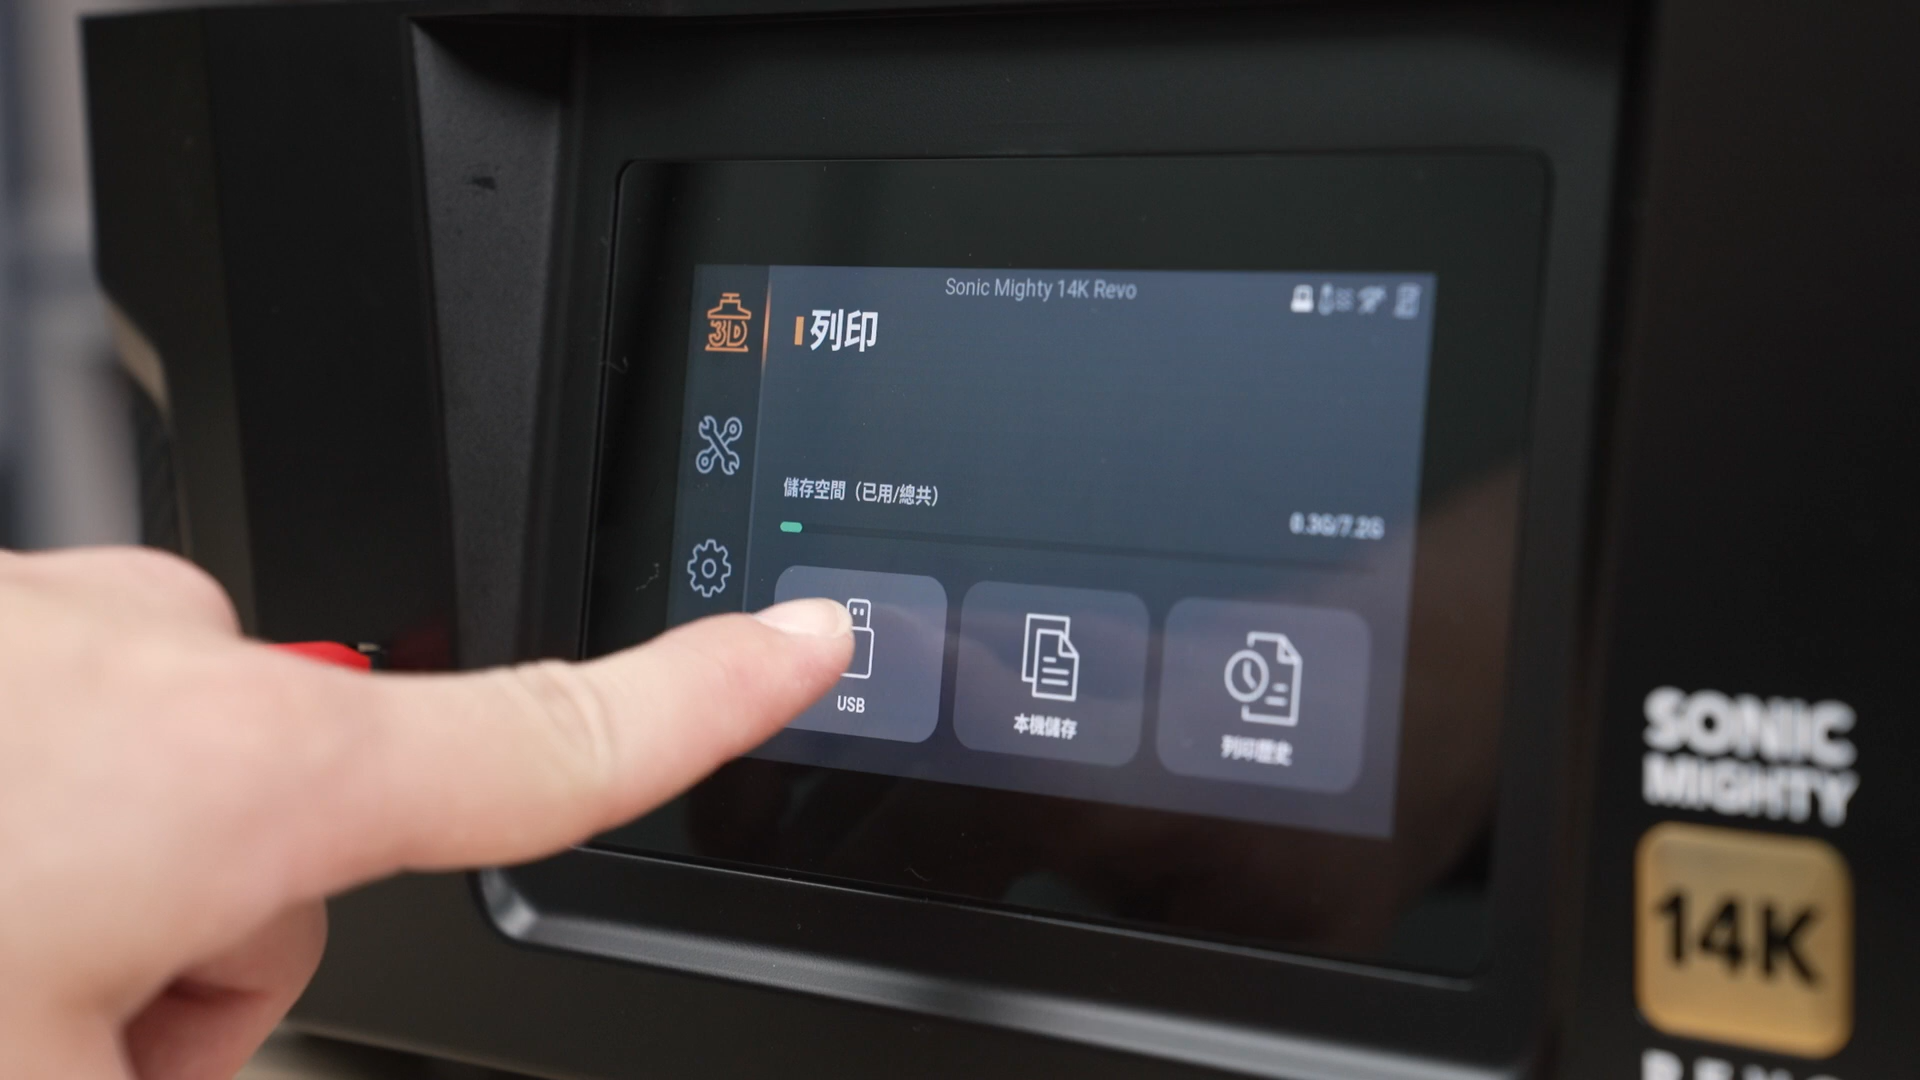 Sonic Mighty 14K Revo
列印
儲存空間（已用/總共）
0.3G/7.2G
USB
本機儲存
列印歷史
SONIC
MIGHTY
14K